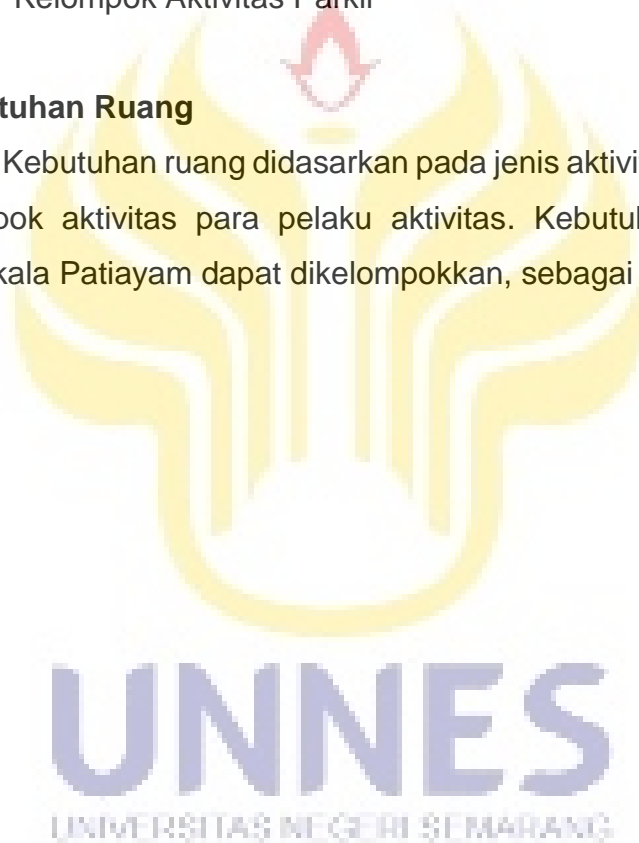 Kelompok Aktivitas Parkir
tuhan Ruang
Kebutuhan ruang didasarkan pada jenis aktivi
ok aktivitas para pelaku aktivitas. Kebutu
kala Patiayam dapat dikelompokkan, sebagai
UNNES
UNIVERSITAS NEGERI SEMARANG